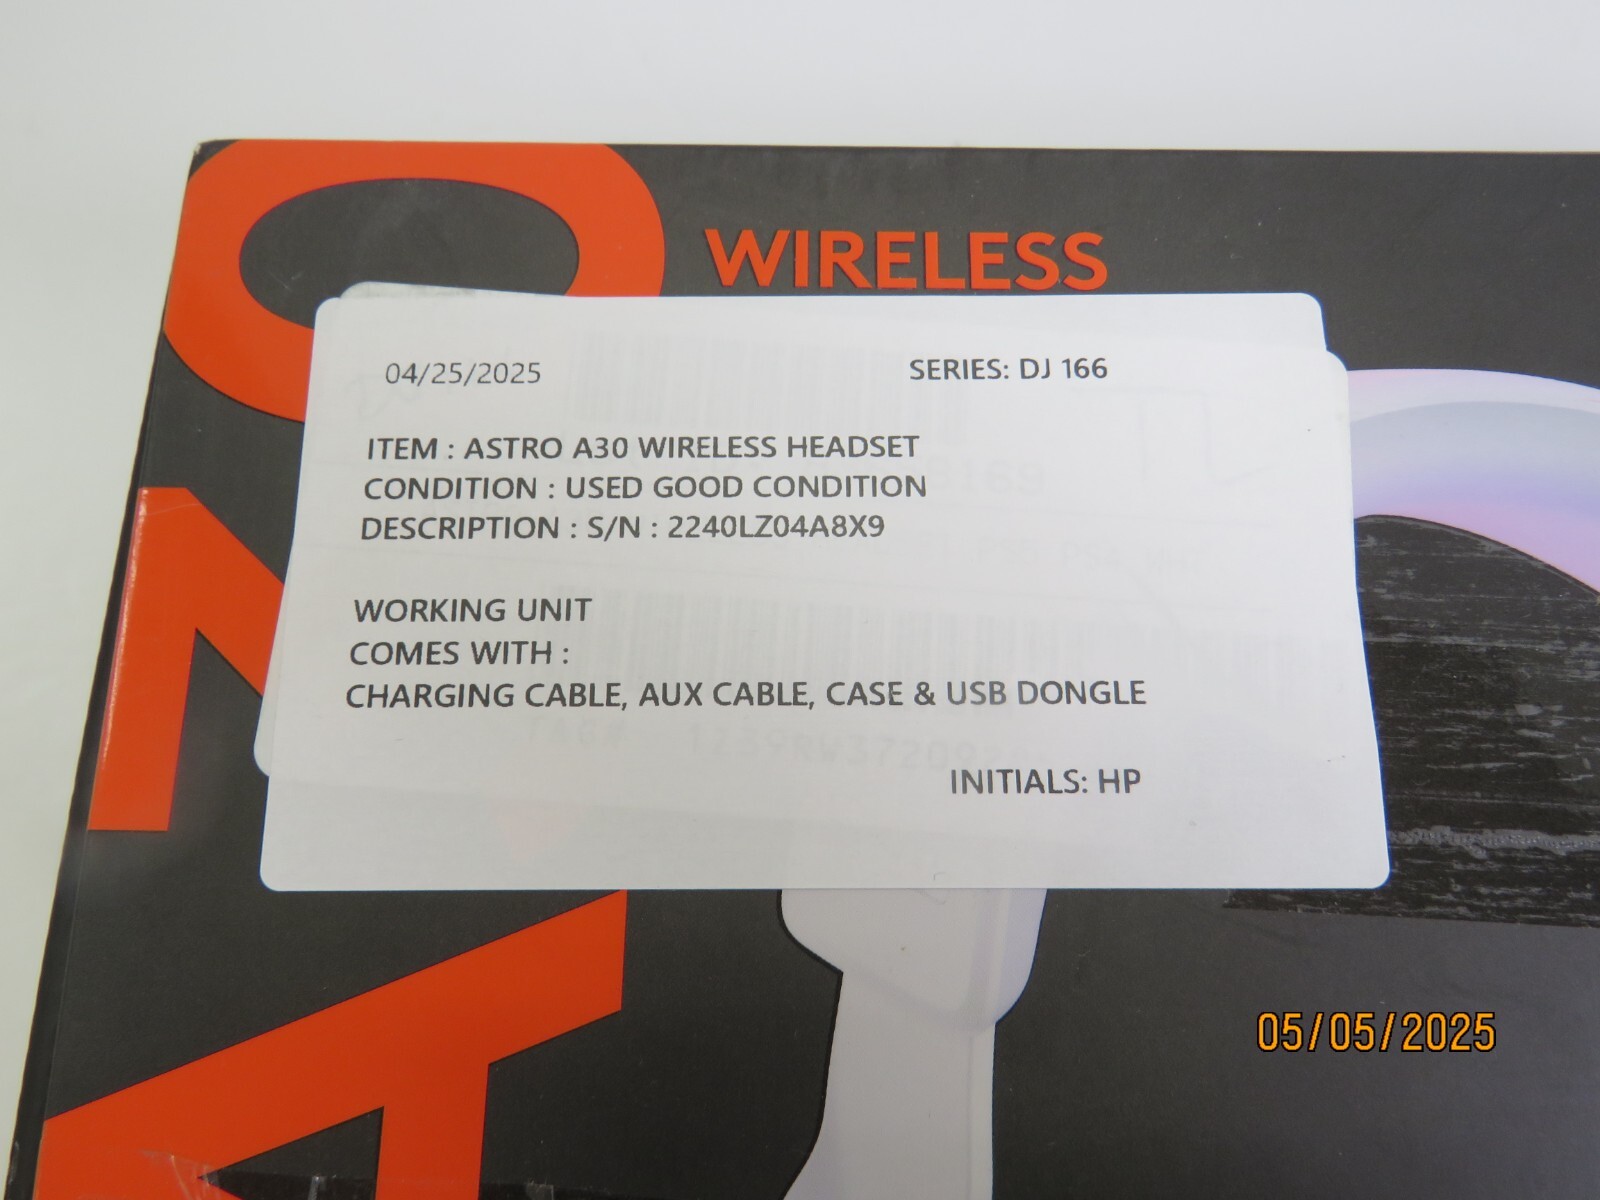 WIRELESS
04/25/2025 SERIES: DJ 166
ITEM : ASTRO A30 WIRELESS HEADSET
CONDITION : USED GOOD CONDITION
DESCRIPTION : S/N : 2240LZ04A8X9
WORKING UNIT
COMES WITH :
CHARGING CABLE, AUX CABLE, CASE & USB DONGLE
INITIALS: HP
05/05/2025